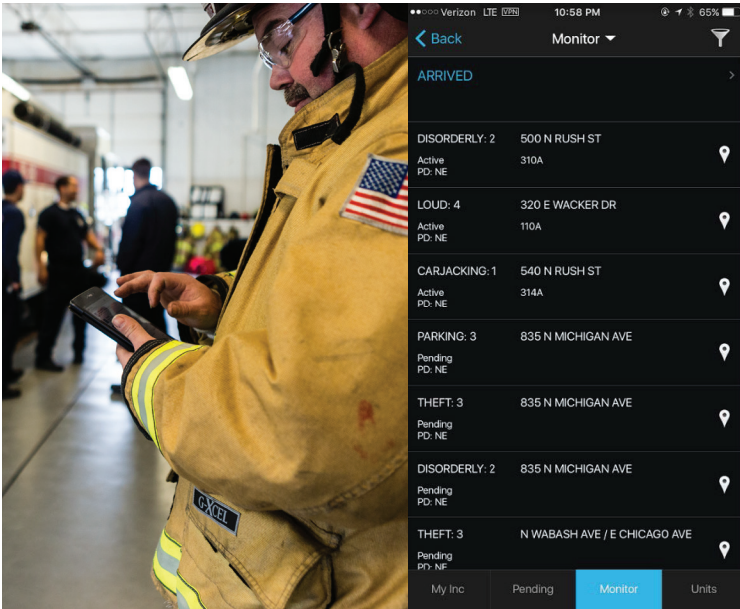 G-XCEL
Verizon LTE VPN 10:58 PM 65%
Back Monitor
ARRIVED
DISORDERLY: 2 500 N RUSH ST
Active 310A
PD: NE
LOUD: 4 320 E WACKER DR
Active 110A
PD: NE
CARJACKING: 1 540 N RUSH ST
Active 314A
PD: NE
PARKING: 3 835 N MICHIGAN AVE
Pending
PD: NE
THEFT: 3 835 N MICHIGAN AVE
Pending
PD: NE
DISORDERLY: 2 835 N MICHIGAN AVE
Pending
PD: NE
THEFT: 3 N WABASH AVE / E CHICAGO AVE
Pending
PD: NE
My Inc Pending Monitor Units